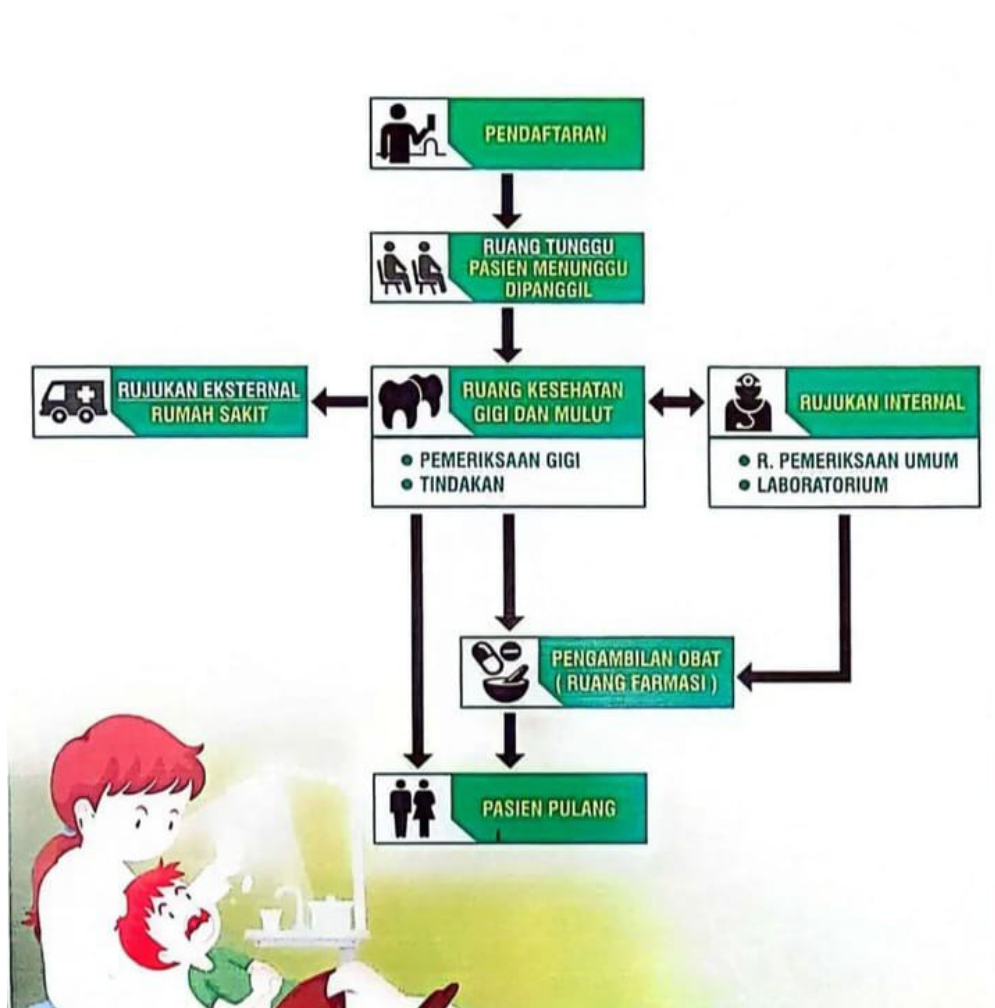 PENDAFTARAN
RUANG TUNGGU
PASIEN MENUNGGU
DIPANGGIL
RUJUKAN EKSTERNAL
RUMAH SAKIT
RUANG KESEHATAN
GIGI DAN MULUT
● PEMERIKSAAN GIGI
● TINDAKAN
RUJUKAN INTERNAL
● R. PEMERIKSAAN UMUM
● LABORATORIUM
PENGAMBILAN OBAT
( RUANG FARMASI )
PASIEN PULANG